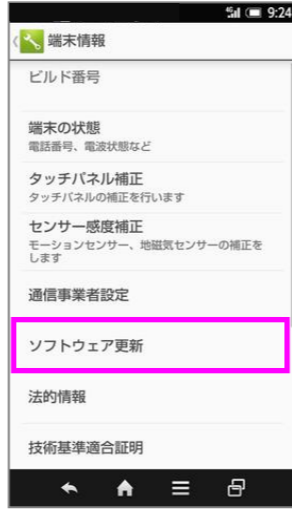 9:24
端末情報
ビルド番号
端末の状態
電話番号、電波状態など
タッチパネル補正
タッチパネルの補正を行います
センサー感度補正
モーションセンサー、地磁気センサーの補正を
します
通信事業者設定
ソフトウェア更新
法的情報
技術基準適合証明